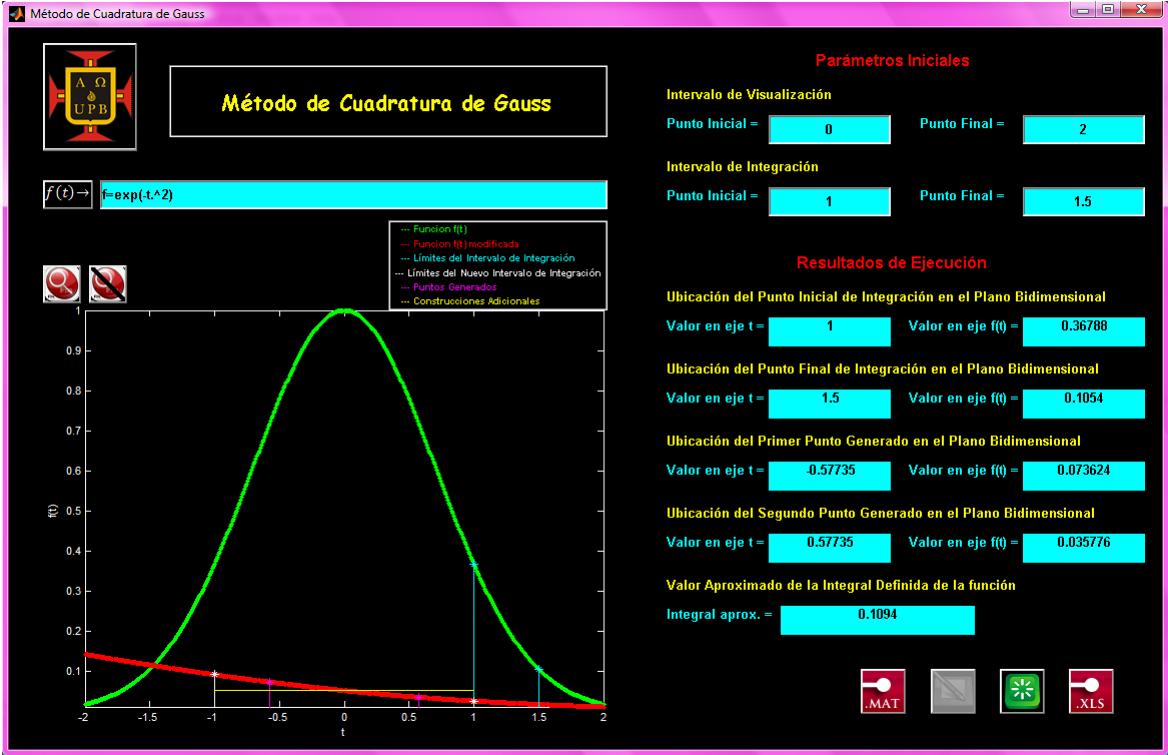 Método de Cuadratura de Gauss
Α Ω
UPB
Método de Cuadratura de Gauss
f(t)→
f=exp(-t.^2)
--- Funcion f(t)
--- Funcion f(t) modificada
--- Límites del Intervalo de Integración
--- Límites del Nuevo Intervalo de Integración
--- Puntos Generados
--- Construcciones Adicionales
1
0.9
0.8
0.7
0.6
0.5
0.4
0.3
0.2
0.1
f(t)
-2 -1.5 -1 -0.5 0 0.5 1 1.5 2
t
Parámetros Iniciales
Intervalo de Visualización
Punto Inicial = 0 Punto Final = 2
Intervalo de Integración
Punto Inicial = 1 Punto Final = 1.5
Resultados de Ejecución
Ubicación del Punto Inicial de Integración en el Plano Bidimensional
Valor en eje t = 1 Valor en eje f(t) = 0.36788
Ubicación del Punto Final de Integración en el Plano Bidimensional
Valor en eje t = 1.5 Valor en eje f(t) = 0.1054
Ubicación del Primer Punto Generado en el Plano Bidimensional
Valor en eje t = -0.57735 Valor en eje f(t) = 0.073624
Ubicación del Segundo Punto Generado en el Plano Bidimensional
Valor en eje t = 0.57735 Valor en eje f(t) = 0.035776
Valor Aproximado de la Integral Definida de la función
Integral aprox. = 0.1094
.MAT
.XLS